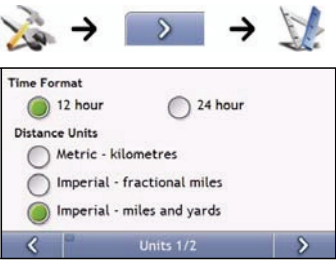 Time Format
12 hour 24 hour
Distance Units
Metric - kilometres
Imperial - fractional miles
Imperial - miles and yards
Units 1/2